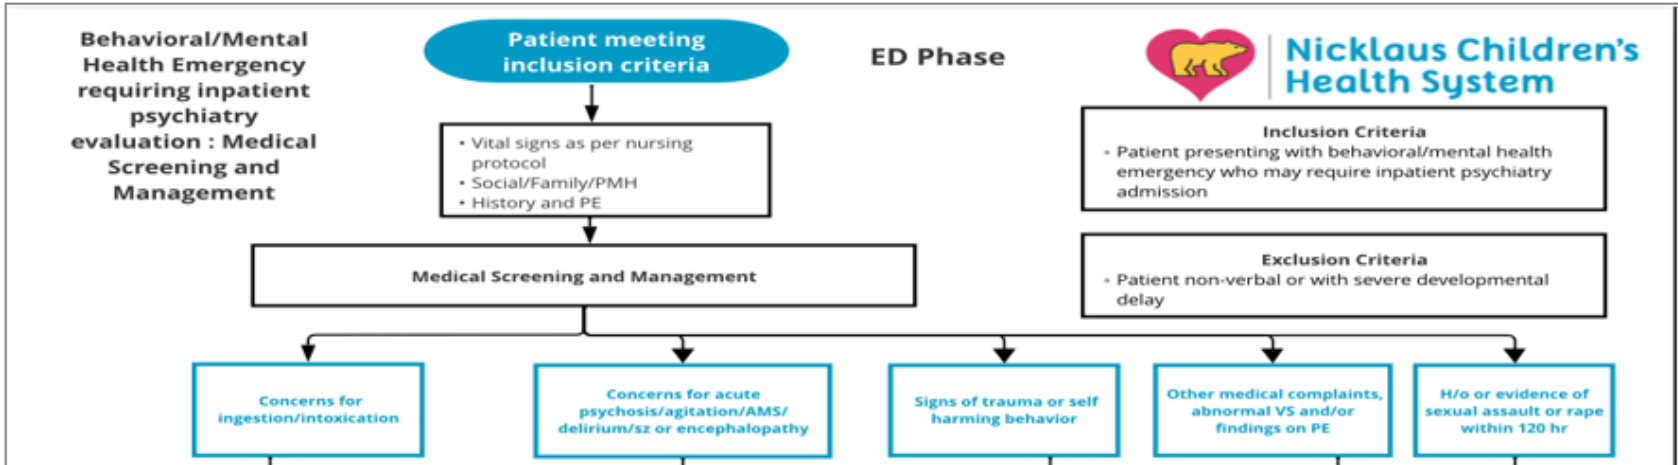 Behavioral/Mental
Health Emergency
requiring inpatient
psychiatry
evaluation : Medical
Screening and
Management
Patient meeting
inclusion criteria
ED Phase
Nicklaus Children's
Health System
• Vital signs as per nursing
protocol
• Social/Family/PMH
• History and PE
Inclusion Criteria
• Patient presenting with behavioral/mental health
emergency who may require inpatient psychiatry
admission
Medical Screening and Management
Exclusion Criteria
• Patient non-verbal or with severe developmental
delay
Concerns for
ingestion/intoxication
Concerns for acute
psychosis/agitation/AMS/
delirium/sz or encephalopathy
Signs of trauma or self
harming behavior
Other medical complaints,
abnormal VS and/or
findings on PE
H/o or evidence of
sexual assault or rape
within 120 hr